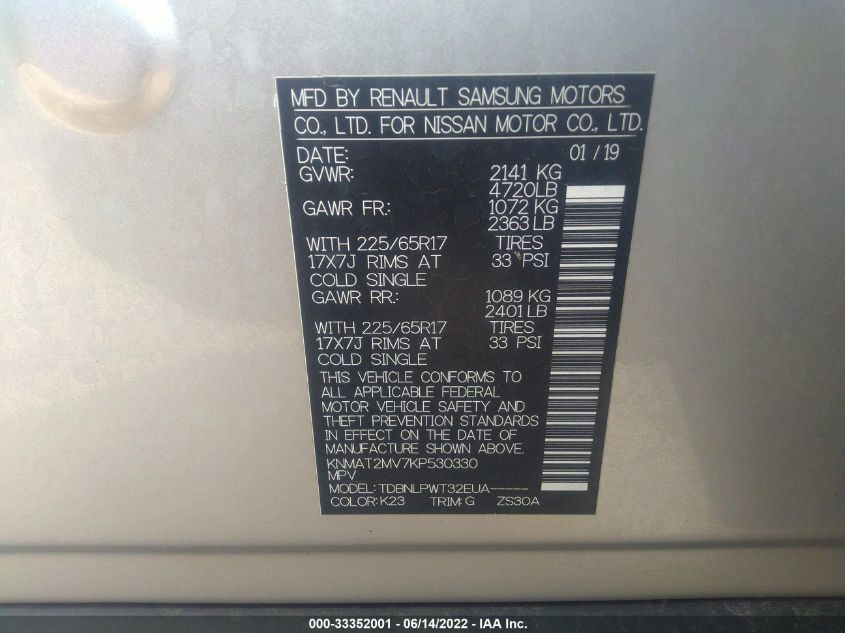 MFD BY RENAULT SAMSUNG MOTORS
CO., LTD. FOR NISSAN MOTOR CO., LTD.
DATE: 01 / 19
GVWR: 2141 KG
4720LB
GAWR FR.: 1072 KG
2363 LB
WITH 225/65R17 TIRES
17X7J RIMS AT 33 PSI
COLD SINGLE
GAWR RR.: 1089 KG
2401 LB
WITH 225/65R17 TIRES
17X7J RIMS AT 33 PSI
COLD SINGLE
THIS VEHICLE CONFORMS TO
ALL APPLICABLE FEDERAL
MOTOR VEHICLE SAFETY AND
THEFT PREVENTION STANDARDS
IN EFFECT ON THE DATE OF
MANUFACTURE SHOWN ABOVE.
KNMAT2MV7KP530330
MPV
MODEL: TDBNLPWT32EUA-----
COLOR: K23 TRIM: G ZS30A
000-33352001 - 06/14/2022 - IAA Inc.